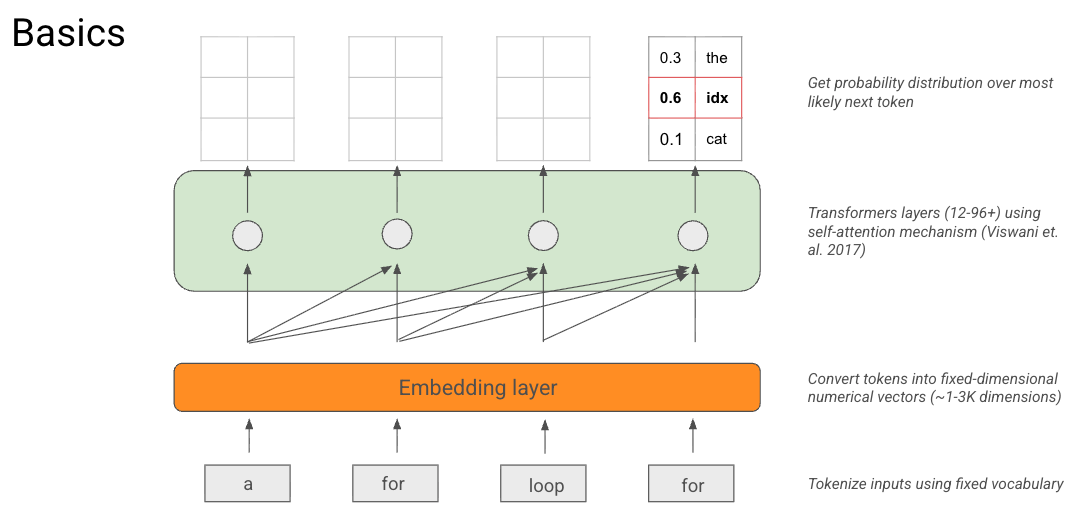 Basics
0.3 the
0.6 idx
0.1 cat
Get probability distribution over most
likely next token
Transformers layers (12-96+) using
self-attention mechanism (Viswani et.
al. 2017)
Embedding layer
Convert tokens into fixed-dimensional
numerical vectors (~1-3K dimensions)
a for loop for
Tokenize inputs using fixed vocabulary